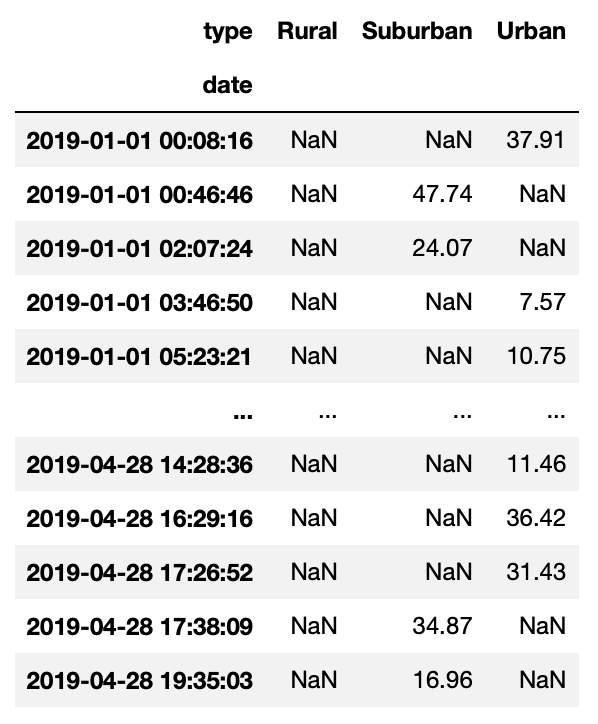 type Rural Suburban Urban
date
2019-01-01 00:08:16 NaN NaN 37.91
2019-01-01 00:46:46 NaN 47.74 NaN
2019-01-01 02:07:24 NaN 24.07 NaN
2019-01-01 03:46:50 NaN NaN 7.57
2019-01-01 05:23:21 NaN NaN 10.75
... ... ... ...
2019-04-28 14:28:36 NaN NaN 11.46
2019-04-28 16:29:16 NaN NaN 36.42
2019-04-28 17:26:52 NaN NaN 31.43
2019-04-28 17:38:09 NaN 34.87 NaN
2019-04-28 19:35:03 NaN 16.96 NaN